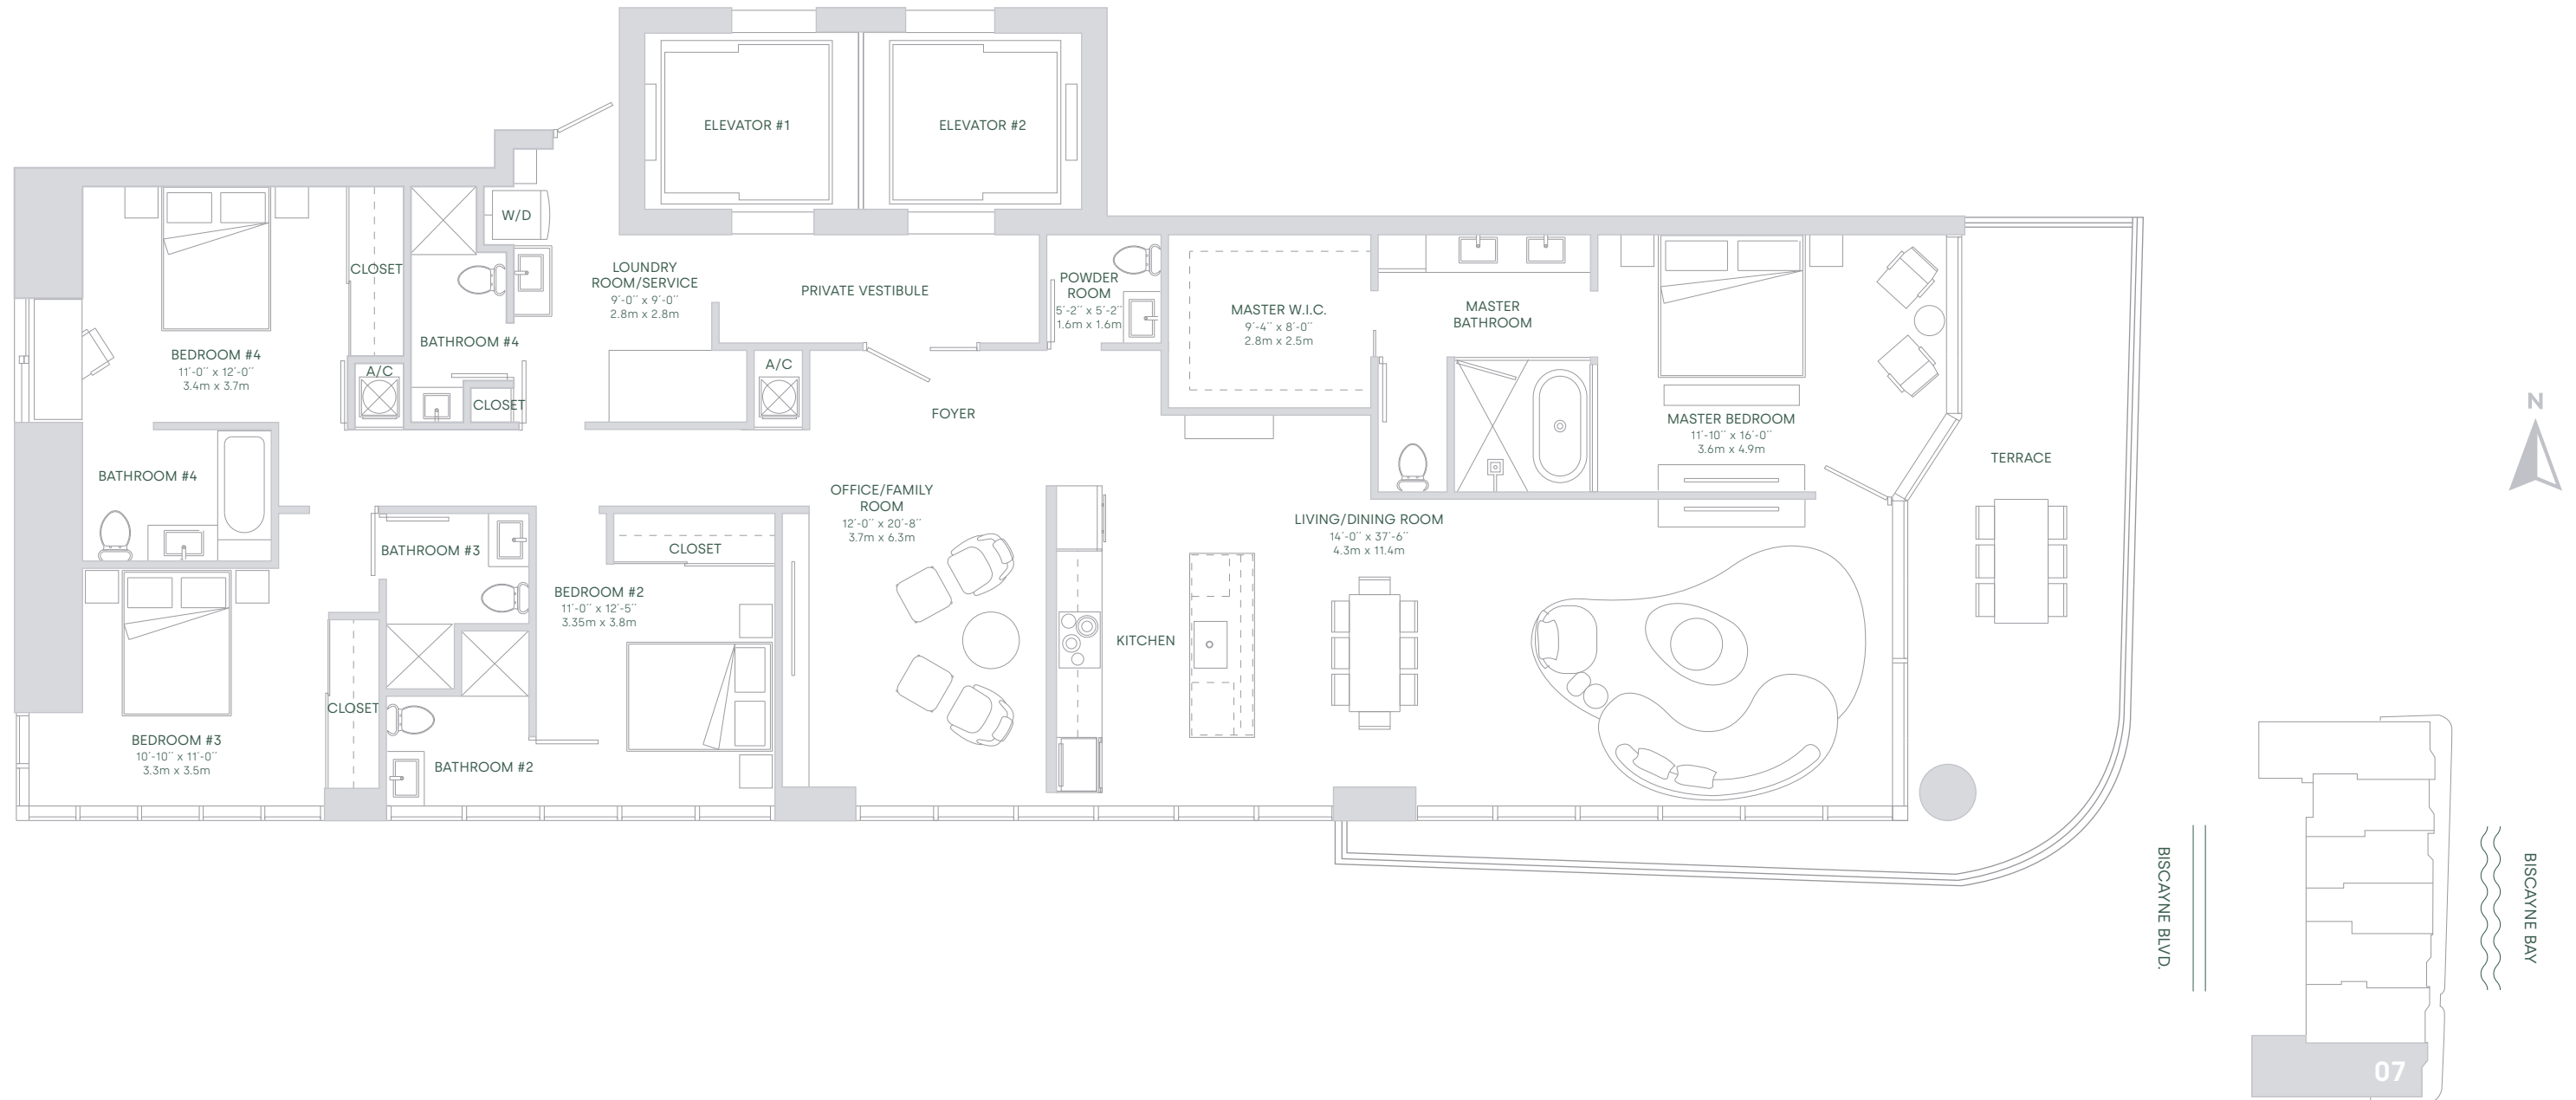 ELEVATOR #1
ELEVATOR #2
W/D
CLOSET
LOUNDRY
ROOM/SERVICE
9´-0´´ x 9´-0´´
2.8m x 2.8m
PRIVATE VESTIBULE
POWDER
ROOM
5´-2´´ x 5´-2´´
1.6m x 1.6m
MASTER W.I.C.
9´-4´´ x 8´-0´´
2.8m x 2.5m
MASTER
BATHROOM
BEDROOM #4
11´-0´´ x 12´-0´´
3.4m x 3.7m
A/C
BATHROOM #4
CLOSET
A/C
FOYER
MASTER BEDROOM
11´-10´´ x 16´-0´´
3.6m x 4.9m
TERRACE
N
BATHROOM #4
OFFICE/FAMILY
ROOM
12´-0´´ x 20´-8´´
3.7m x 6.3m
LIVING/DINING ROOM
14´-0´´ x 37´-6´´
4.3m x 11.4m
BATHROOM #3
CLOSET
BEDROOM #2
11´-0´´ x 12´-5´´
3.35m x 3.8m
KITCHEN
CLOSET
BEDROOM #3
10´-10´´ x 11´-0´´
3.3m x 3.5m
BATHROOM #2
BISCAYNE BLVD.
BISCAYNE BAY
07